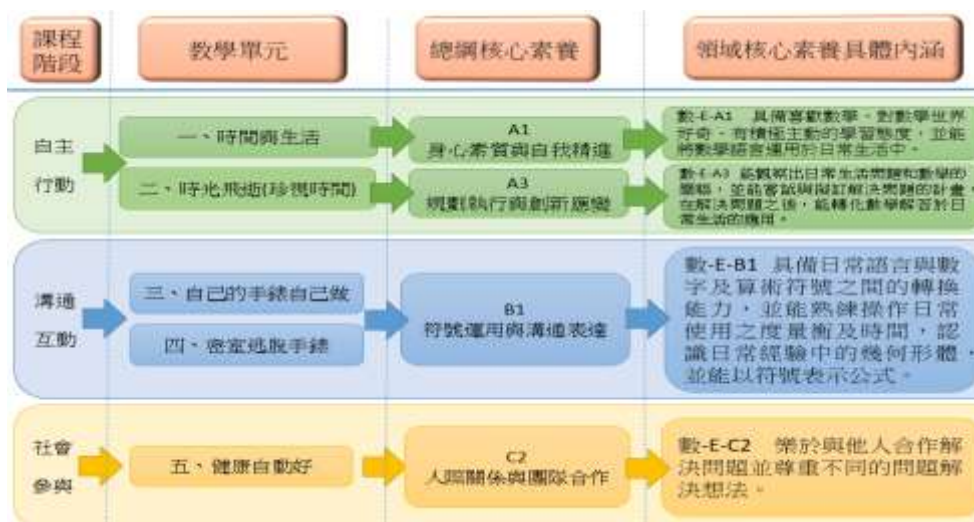 課程
階段
教學單元
總綱核心素養
領域核心素養具體內涵
自主
行動
一、時間與生活
A1
身心素質與自我精進
數-E-A1 具備喜歡數學、對數學世界
好奇、有積極主動的學習態度，並能
將數學語言運用於日常生活中。
二、時光飛逝(珍視時間)
A3
規劃執行與創新應變
數-E-A3 能觀察出日常生活問題和數學的
關聯，並能嘗試與擬訂解決問題的計畫
在解決問題之後，能轉化數學解答於日
常生活的應用。
溝通
互動
三、自己的手錶自己做
四、密室逃脫手錶
B1
符號運用與溝通表達
數-E-B1 具備日常語言與數
字及算術符號之間的轉換
能力，並能熟練操作日常
使用之度量衡及時間，認
識日常經驗中的幾何形體，
並能以符號表示公式。
社會
參與
五、健康自動好
C2
人際關係與團隊合作
數-E-C2 樂於與他人合作解
決問題並尊重不同的問題解
決想法。